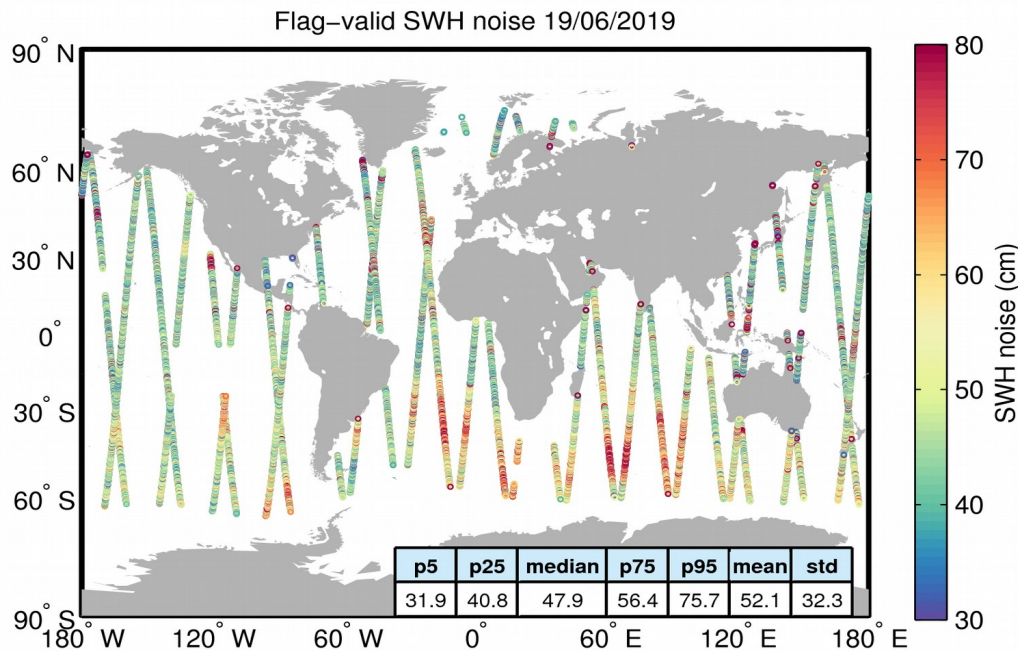 Flag−valid SWH noise 19/06/2019
90° N
60° N
30° N
0°
30° S
60° S
90° S
180° W
120° W
60° W
0°
60° E
120° E
180° E
80
70
60
50
40
30
SWH noise (cm)
p5 p25 median p75 p95 mean std
31.9 40.8 47.9 56.4 75.7 52.1 32.3